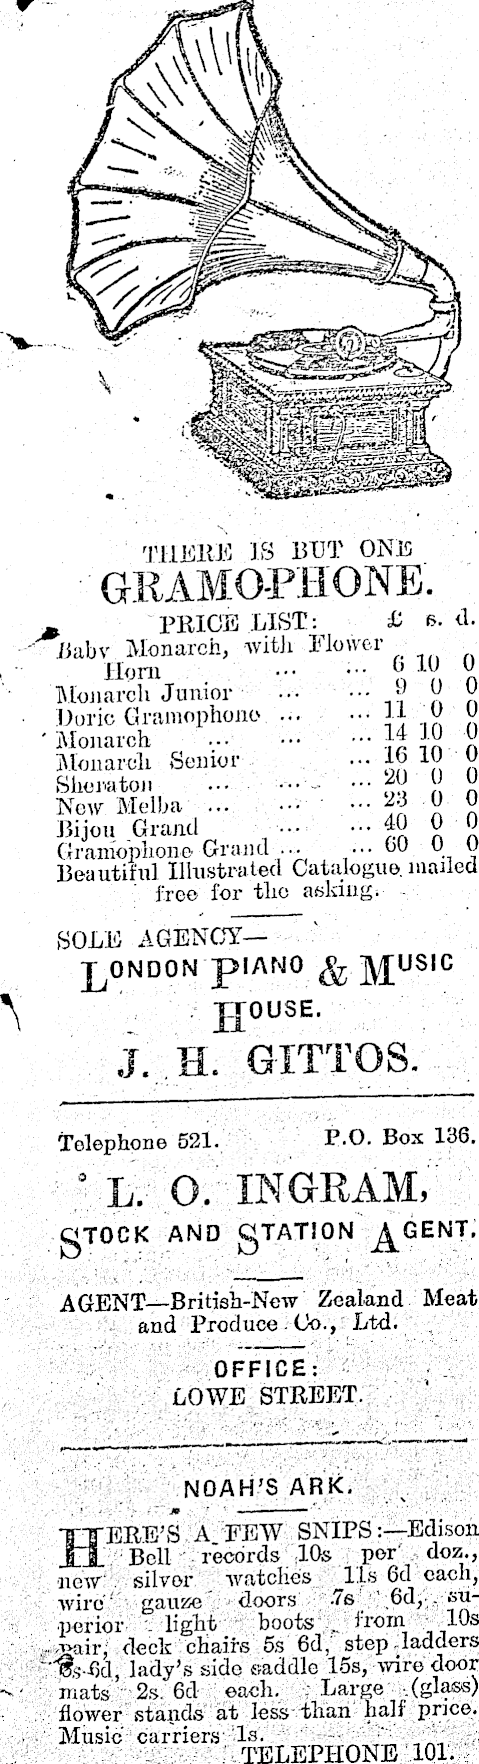 THERE IS BUT ONE
GRAMOPHONE.
PRICE LIST: £ s. d.
Baby Monarch, with Flower
Horn ... ... 6 10 0
Monarch Junior ... ... 9 0 0
Doric Gramophone ... ... 11 0 0
Monarch ... ... ... 14 10 0
Monarch Senior ... 16 10 0
Sheraton ... ... ... 20 0 0
New Melba ... ... ... 23 0 0
Bijou Grand ... ... 40 0 0
Gramophone Grand ... ... 60 0 0
Beautiful Illustrated Catalogue mailed
free for the asking.
SOLE AGENCY—
LONDON PIANO & MUSIC
HOUSE.
J. H. GITTOS.
Telephone 521. P.O. Box 136.
L. O. INGRAM,
STOCK AND STATION AGENT.
AGENT—British-New Zealand Meat
and Produce Co., Ltd.
OFFICE:
LOWE STREET.
NOAH'S ARK.
HERE'S A FEW SNIPS:—Edison
Bell records 10s per doz.,
new silver watches 11s 6d each,
wire gauze doors 7s 6d, su-
perior light boots from 10s
pair, deck chairs 5s 6d, step ladders
6s 6d, lady's side saddle 15s, wire door
mats 2s 6d each. Large (glass)
flower stands at less than half price.
Music carriers 1s.
TELEPHONE 101.